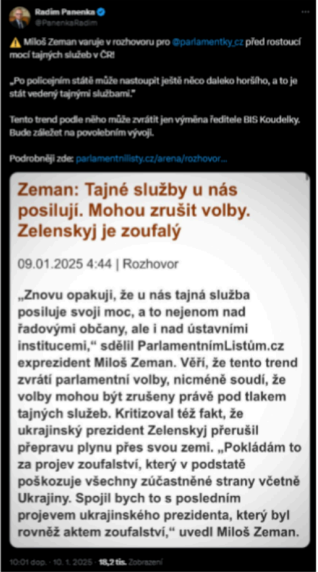 Radim Panenka
@PanenkaRadim
⚠️ Miloš Zeman varuje v rozhovoru pro @parlamentky_cz před rostoucí
mocí tajných služeb v ČR!
„Po policejním státě může nastoupit ještě něco daleko horšího, a to je
stát vedený tajnými službami."
Tento trend podle něho může zvrátit jen výměna ředitele BIS Koudelky.
Bude záležet na povolebním vývoji.
Podrobněji zde: parlamentnilisty.cz/arena/rozhovor...
Zeman: Tajné služby u nás
posilují. Mohou zrušit volby.
Zelenskyj je zoufalý
09.01.2025 4:44 | Rozhovor
„Znovu opakuji, že u nás tajná služba
posiluje svoji moc, a to nejenom nad
řadovými občany, ale i nad ústavními
institucemi,“ sdělil ParlamentnímListům.cz
exprezident Miloš Zeman. Věří, že tento trend
zvrátí parlamentní volby, nicméně soudí, že
volby mohou být zrušeny právě pod tlakem
tajných služeb. Kritizoval též fakt, že
ukrajinský prezident Zelenskyj přerušil
přepravu plynu přes svou zemi. „Pokládám to
za projev zoufalství, který v podstatě
poškozuje všechny zúčastněné strany včetně
Ukrajiny. Spojil bych to s posledním
projevem ukrajinského prezidenta, který byl
rovněž aktem zoufalství,“ uvedl Miloš Zeman.
10:01 dop. · 10. 1. 2025 · 18,2 tis. Zobrazení